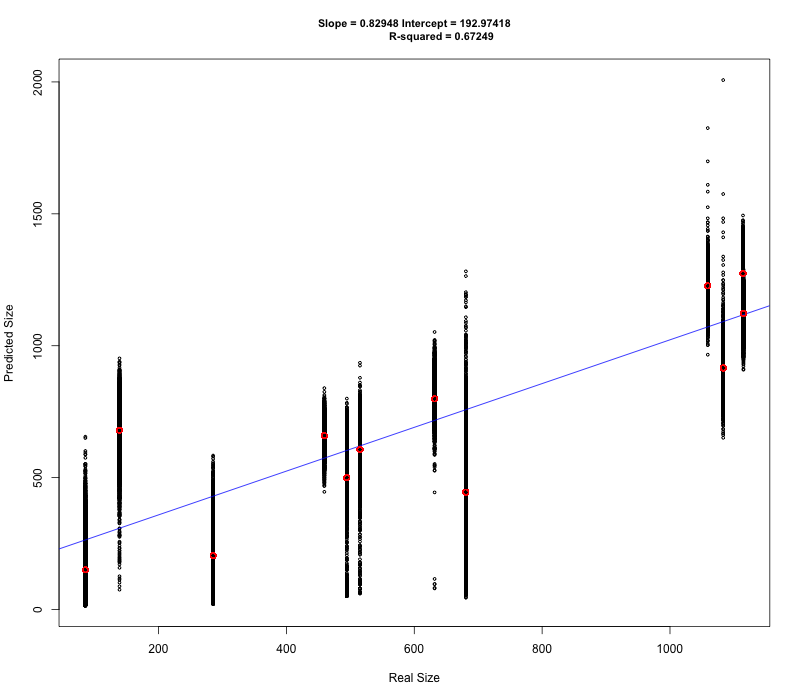 Slope = 0.82948 Intercept = 192.97418
R-squared = 0.67249
Predicted Size
2000
1500
1000
500
0
200 400 600 800 1000
Real Size